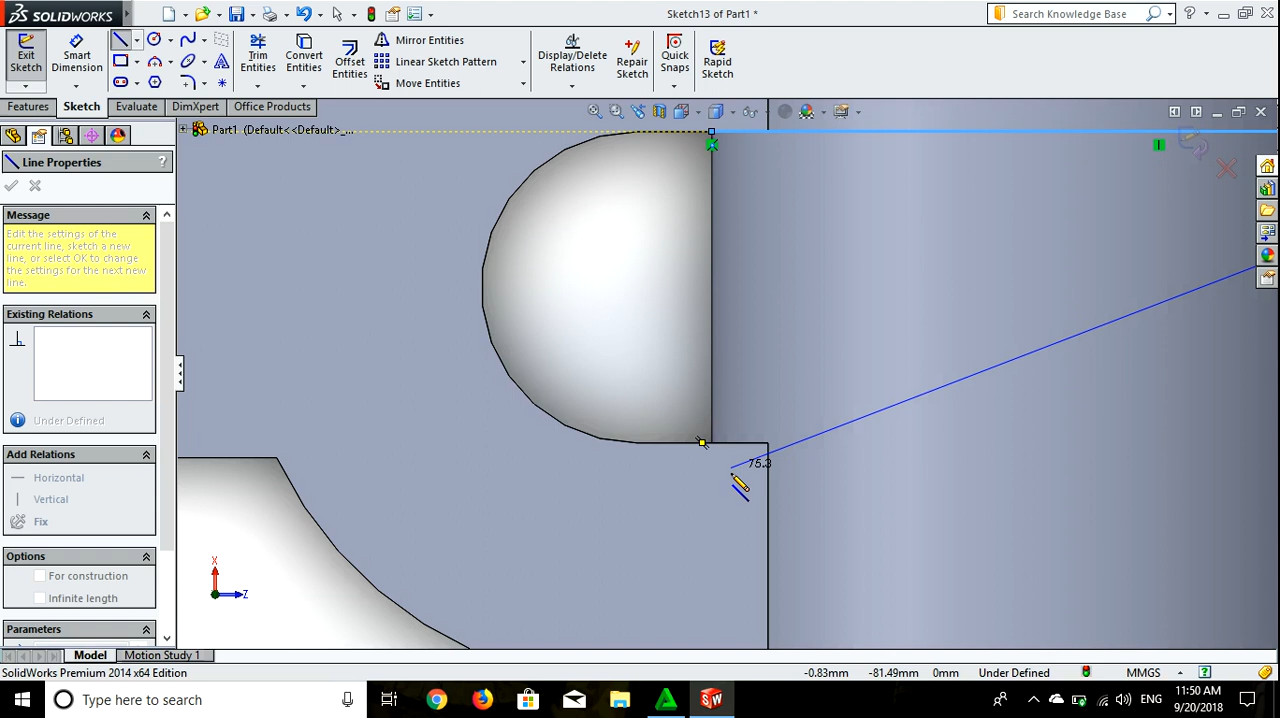 SOLIDWORKS
Sketch13 of Part1 *
Search Knowledge Base
?
Exit Sketch
Smart Dimension
Trim Entities
Convert Entities
Offset Entities
Mirror Entities
Linear Sketch Pattern
Move Entities
Display/Delete Relations
Repair Sketch
Quick Snaps
Rapid Sketch
Features
Sketch
Evaluate
DimXpert
Office Products
Part1 (Default<<Default>_...
Line Properties
?
Message
Edit the settings of the
current line, sketch a new
line, or select OK to change
the settings for the next new
line.
Existing Relations
Under Defined
Add Relations
Horizontal
Vertical
Fix
Options
For construction
Infinite length
Parameters
75.3
X
Z
Model
Motion Study 1
SolidWorks Premium 2014 x64 Edition
-0.83mm
-81.49mm
0mm
Under Defined
MMGS
?
Type here to search
ENG
11:50 AM
9/20/2018